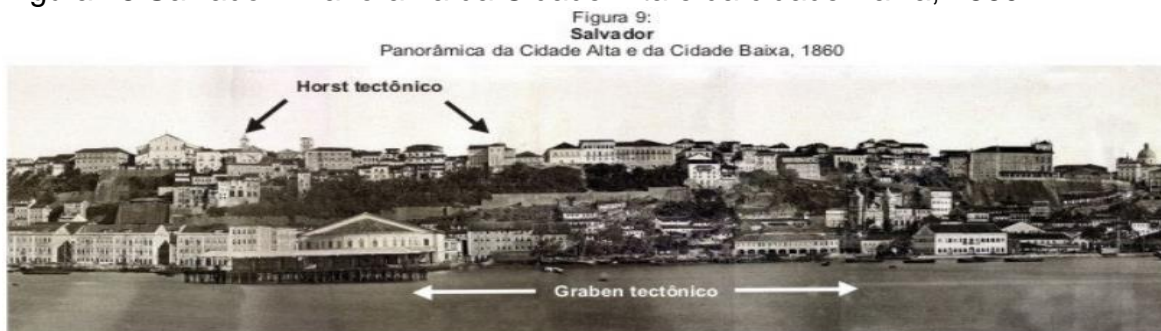 Figura 9:
Salvador
Panorâmica da Cidade Alta e da Cidade Baixa, 1860
Horst tectônico
Graben tectônico